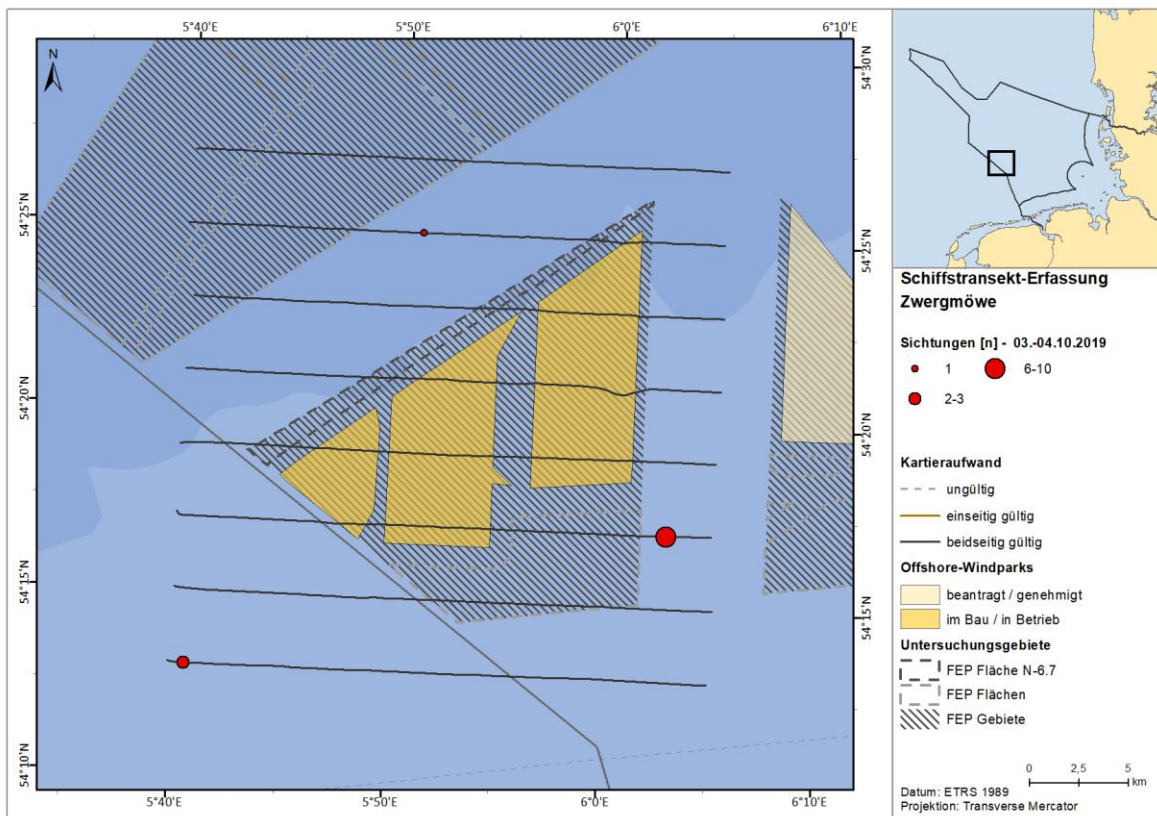 5°40'E
5°50'E
6°0'E
6°10'E
N
54°30'N
54°25'N
54°25'N
54°20'N
54°20'N
54°15'N
54°15'N
54°10'N
5°40'E
5°50'E
6°0'E
6°10'E
Schiffstransekt-Erfassung
Zwergmöwe
Sichtungen [n] - 03.-04.10.2019
1
6-10
2-3
Kartieraufwand
ungültig
einseitig gültig
beidseitig gültig
Offshore-Windparks
beantragt / genehmigt
im Bau / in Betrieb
Untersuchungsgebiete
FEP Fläche N-6.7
FEP Flächen
FEP Gebiete
0 2,5 5
km
Datum: ETRS 1989
Projektion: Transverse Mercator